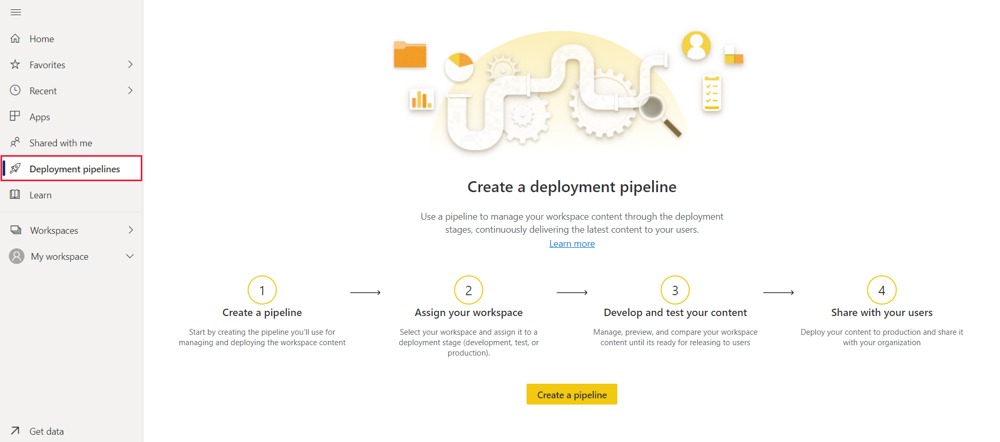 Home
Favorites
Recent
Apps
Shared with me
Deployment pipelines
Learn
Workspaces
My workspace
Get data
Create a deployment pipeline
Use a pipeline to manage your workspace content through the deployment
stages, continuously delivering the latest content to your users.
Learn more
1
Create a pipeline
Start by creating the pipeline you'll use for
managing and deploying the workspace content
2
Assign your workspace
Select your workspace and assign it to a
deployment stage (development, test, or
production).
3
Develop and test your content
Manage, preview, and compare your workspace
content until its ready for releasing to users
4
Share with your users
Deploy your content to production and share it
with your organization
Create a pipeline